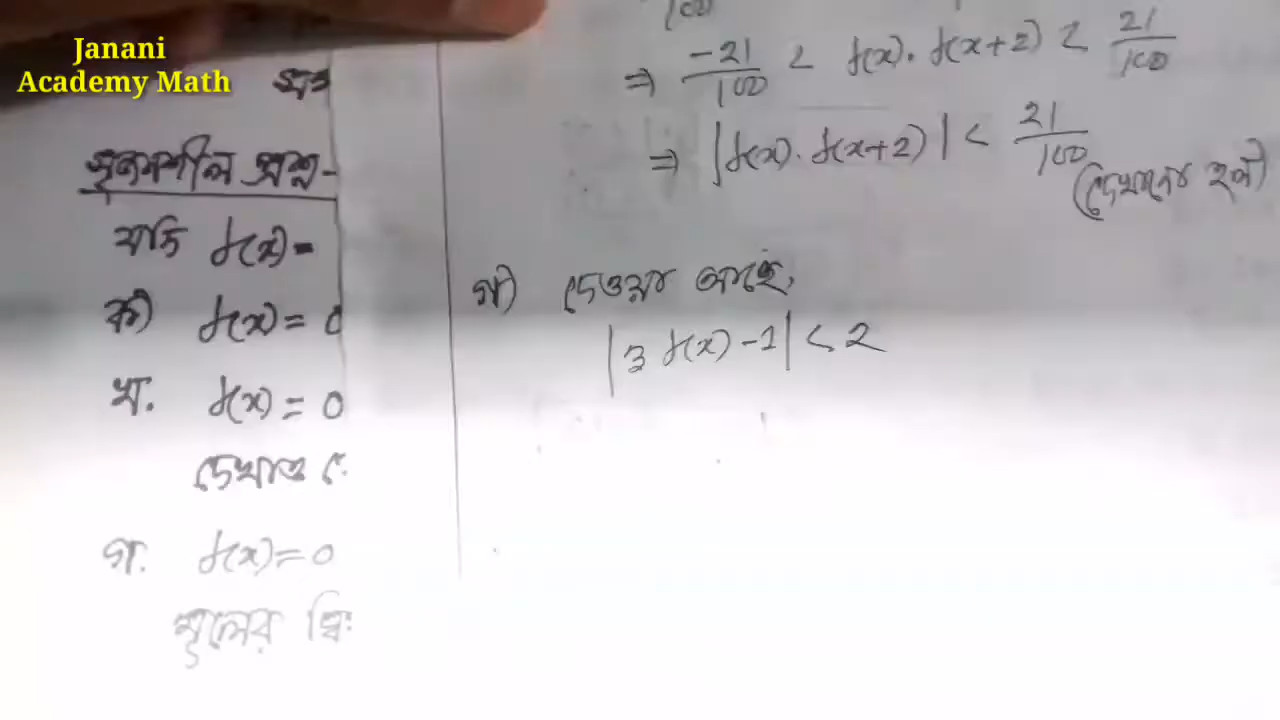 Janani
Academy Math
সৃজনশীল প্রশ্ন-
যদি f(x)=
ক) f(x) = 0
খ. f(x) = 0
দেখাও যে
গ. f(x) = 0
মূলের দ্বি
100
⇒ -21/100 < f(x). f(x+2) < 21/100
⇒ |f(x). f(x+2)| < 21/100
(দেখানো হল)
গ) দেওয়া আছে,
|3 f(x) -1| < 2